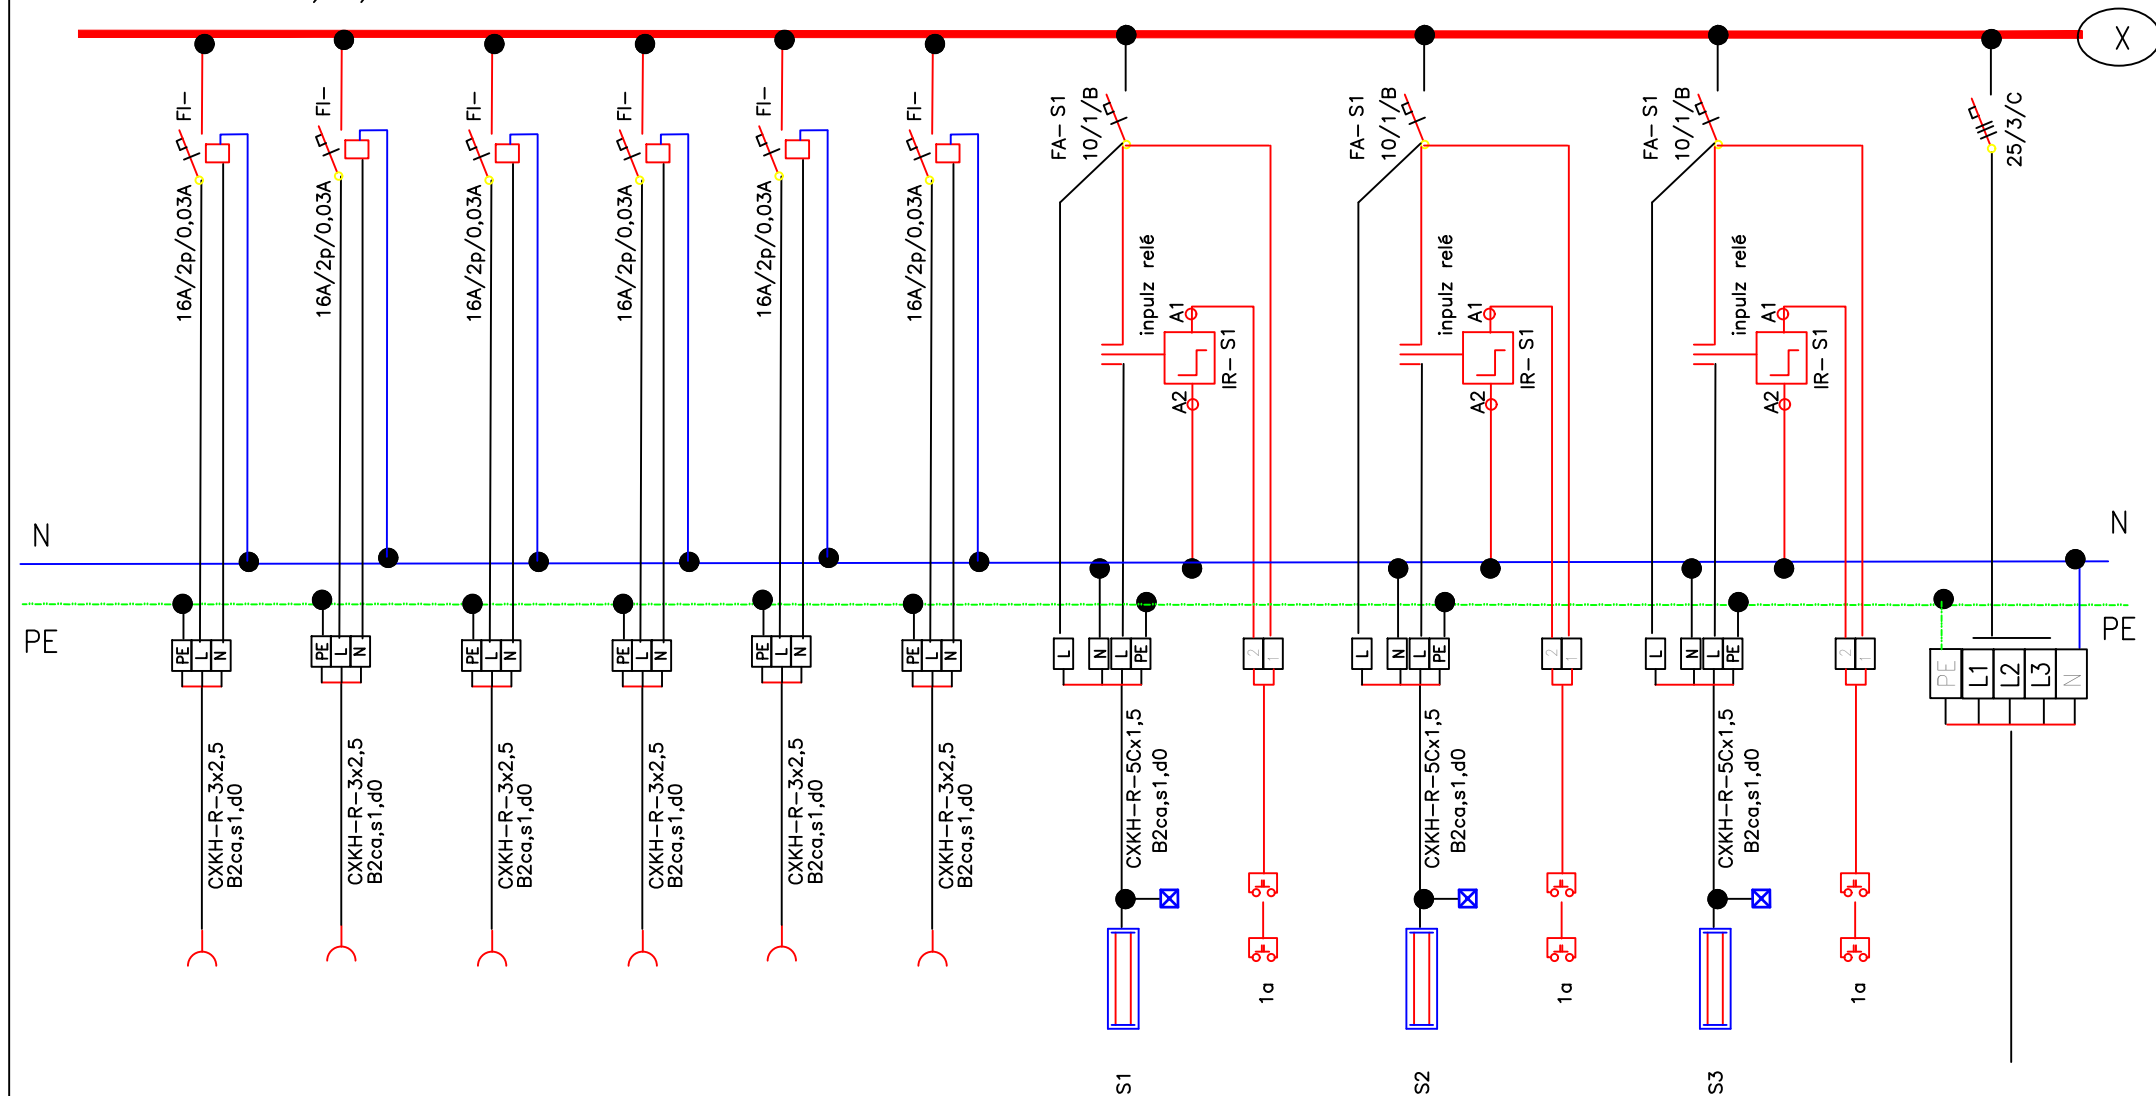 X
FI-
16A/2p/0,03A
FI-
16A/2p/0,03A
FI-
16A/2p/0,03A
FI-
16A/2p/0,03A
FI-
16A/2p/0,03A
FI-
16A/2p/0,03A
FA- S1
10/1/B
FA- S1
10/1/B
FA- S1
10/1/B
25/3/C
inpulz relé
A1
IR- S1
A2
inpulz relé
A1
IR- S1
A2
inpulz relé
A1
IR- S1
A2
N
N
PE
PE
PE L N
PE L N
PE L N
PE L N
PE L N
PE L N
L N L PE
2 1
L N L PE
2 1
L N L PE
2 1
PE L1 L2 L3 N
CXKH-R-3x2,5
B2ca,s1,d0
CXKH-R-3x2,5
B2ca,s1,d0
CXKH-R-3x2,5
B2ca,s1,d0
CXKH-R-3x2,5
B2ca,s1,d0
CXKH-R-3x2,5
B2ca,s1,d0
CXKH-R-3x2,5
B2ca,s1,d0
CXKH-R-5Cx1,5
B2ca,s1,d0
CXKH-R-5Cx1,5
B2ca,s1,d0
CXKH-R-5Cx1,5
B2ca,s1,d0
1a
1a
1a
S1
S2
S3